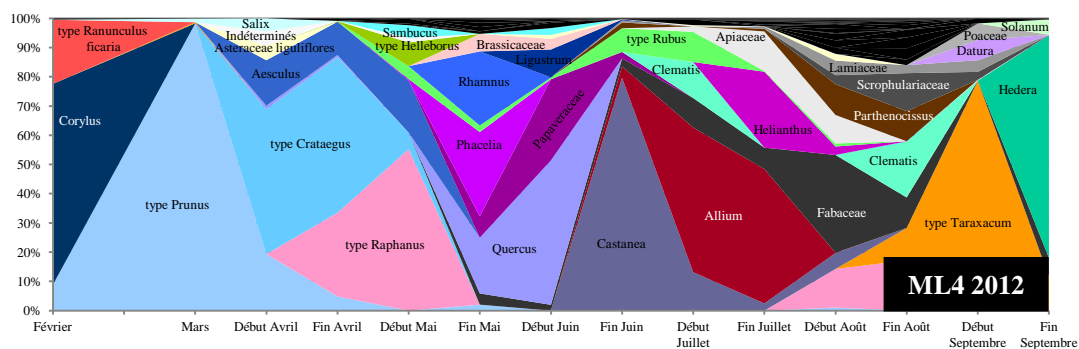 100%
90%
80%
70%
60%
50%
40%
30%
20%
10%
0%
type Ranunculus
ficaria
Corylus
type Prunus
Salix
Indéterminés
Asteraceae liguliflores
Aesculus
type Crataegus
type Raphanus
Sambucus
type Helleborus
Brassicaceae
Rhamnus
Phacelia
Quercus
Ligustrum
Papaveraceae
Castanea
type Rubus
Clematis
Apiaceae
Helianthus
Allium
Lamiaceae
Scrophulariaceae
Parthenocissus
Clematis
Fabaceae
type Taraxacum
Poaceae
Datura
Solanum
Hedera
ML4 2012
Février
Mars
Début Avril
Fin Avril
Début Mai
Fin Mai
Début Juin
Fin Juin
Début
Juillet
Fin Juillet
Début Août
Fin Août
Début
Septembre
Fin
Septembre